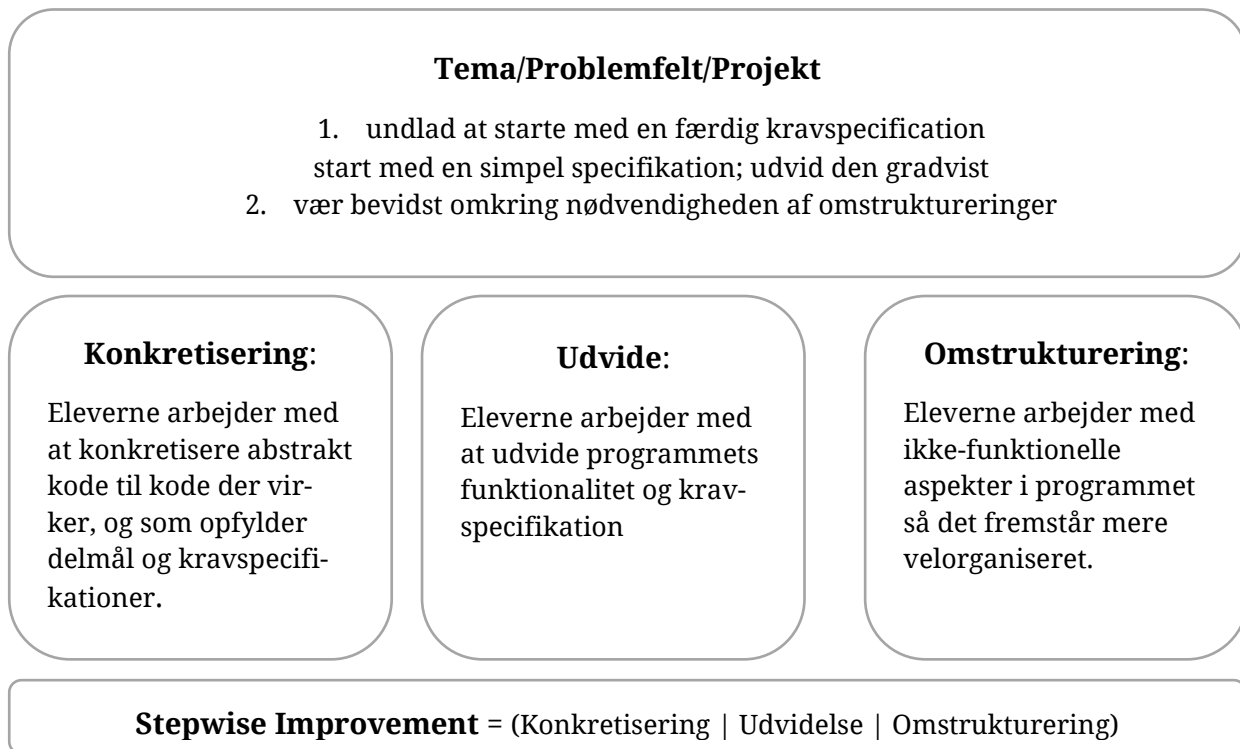 Tema/Problemfelt/Projekt
1. undlad at starte med en færdig kravspecification
start med en simpel specifikation; udvid den gradvist
2. vær bevidst omkring nødvendigheden af omstruktureringer
Konkretisering:
Eleverne arbejder med
at konkretisere abstrakt
kode til kode der vir-
ker, og som opfylder
delmål og kravspecifi-
kationer.
Udvide:
Eleverne arbejder med
at udvide programmets
funktionalitet og krav-
specifikation
Omstrukturering:
Eleverne arbejder med
ikke-funktionelle
aspekter i programmet
så det fremstår mere
velorganiseret.
Stepwise Improvement = (Konkretisering | Udvidelse | Omstrukturering)